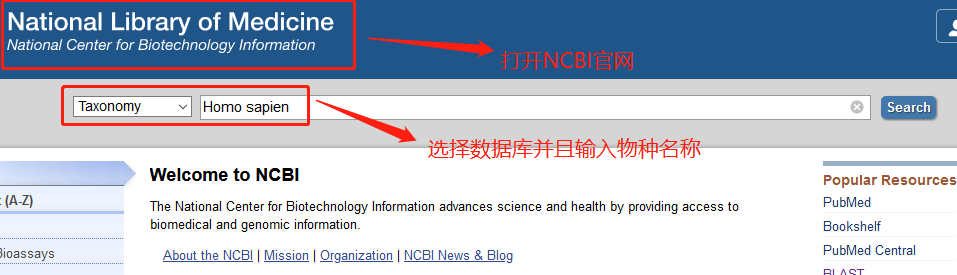 National Library of Medicine
National Center for Biotechnology Information
打开NCBI官网
Taxonomy
Homo sapien
Search
选择数据库并且输入物种名称
(A-Z)
Bioassays
Welcome to NCBI
The National Center for Biotechnology Information advances science and health by providing access to
biomedical and genomic information.
About the NCBI | Mission | Organization | NCBI News & Blog
Popular Resources
PubMed
Bookshelf
PubMed Central
BLAST